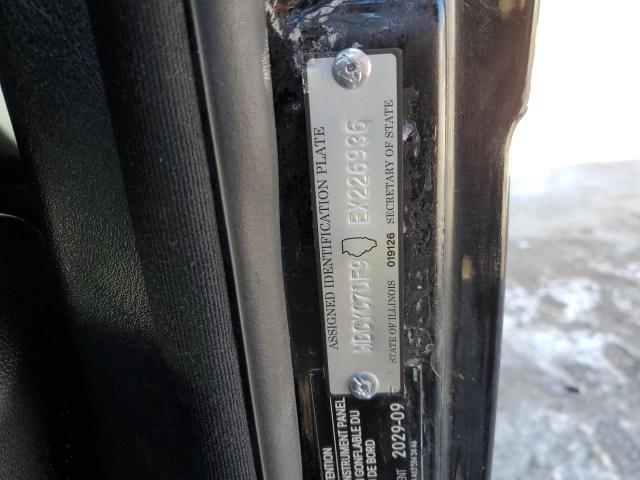 ASSIGNED IDENTIFICATION PLATE
WDCYC7DF9 EX226936
STATE OF ILLINOIS 019126 SECRETARY OF STATE
INSTRUMENT PANEL
GONFLABLE DU
DE BORD
2029-09